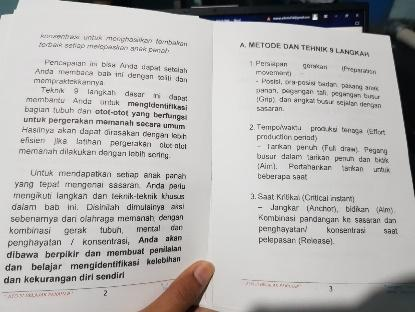 konsentrasi untuk menghasilkan tembakan
terbaik setiap melepaskan anak panah.
Pencapaian ini bisa Anda dapat setelah
Anda membaca bab ini dengan teliti dan
mempraktekkannya.
Teknik 9 langkah dasar ini dapat
membantu Anda untuk mengidentifikasi
bagian tubuh dan otot-otot yang berfungsi
untuk pergerakan memanah secara umum.
Hasilnya akan dapat dirasakan dengan lebih
efisien jika latihan pergerakan otot-otot
memanah dilakukan dengan lebih sering.
Untuk mendapatkan setiap anak panah
yang tepat mengenai sasaran, Anda perlu
mengikuti langkah dan teknik-teknik khusus
dalam bab ini. Disinilah dimulainya aksi
sebenarnya dari olahraga memanah, dengan
kombinasi gerak tubuh, mental dan
penghayatan / konsentrasi, Anda akan
dibawa berpikir dan membuat penilaian
dan belajar mengidentifikasi kelebihan
dan kekurangan diri sendiri
2
A. METODE DAN TEHNIK 9 LANGKAH
1. Persiapan gerakan (Preparation
movement) –
- Posisi, pra-posisi badan, pasang anak
panah, pegangan tali, pegangan busur
(Grip), dan angkat busur sejalan dengan
sasaran.
2. Tempo/waktu produksi tenaga (Effort
production period)
– Tarikan penuh (Full draw). Pegang
busur dalam tarikan penuh dan bidik
(Aim). Pertahankan tarikan untuk
beberapa saat
3. Saat Kritikal (Critical instant)
– Jangkar (Anchor), bidikan (Aim).
Kombinasi pandangan ke sasaran dan
penghayatan/ konsentrasi saat
pelepasan (Release).
3